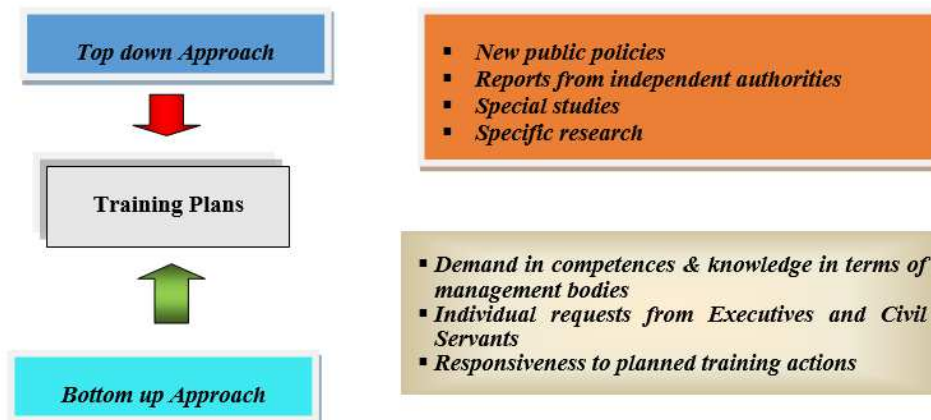 Top down Approach
Training Plans
Bottom up Approach
▪ New public policies
▪ Reports from independent authorities
▪ Special studies
▪ Specific research
▪ Demand in competences & knowledge in terms of
management bodies
▪ Individual requests from Executives and Civil
Servants
▪ Responsiveness to planned training actions